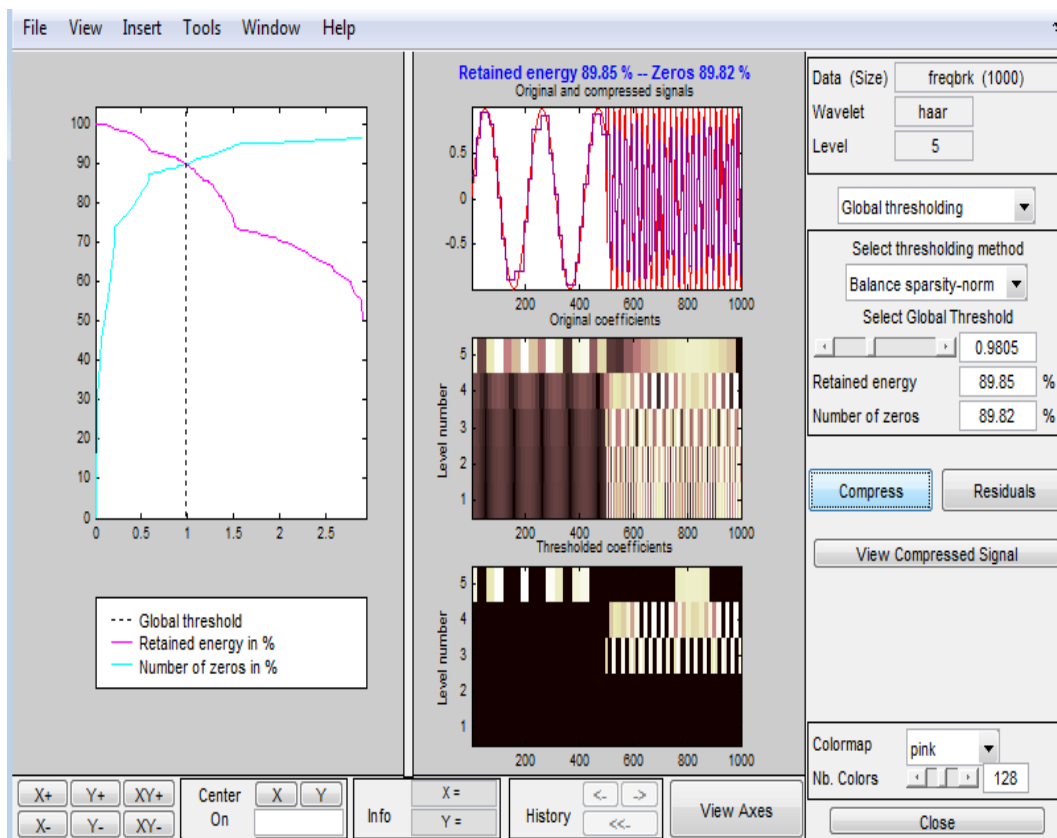 File View Insert Tools Window Help
100
90
80
70
60
50
40
30
20
10
0
0 0.5 1 1.5 2 2.5
Global threshold
Retained energy in %
Number of zeros in %
Retained energy 89.85 % -- Zeros 89.82 %
Original and compressed signals
0.5
0
-0.5
200 400 600 800 1000
Original coefficients
Level number
5
4
3
2
1
200 400 600 800 1000
Thresholded coefficients
Level number
5
4
3
2
1
200 400 600 800 1000
Data (Size) freqbrk (1000)
Wavelet haar
Level 5
Global thresholding
Select thresholding method
Balance sparsity-norm
Select Global Threshold
0.9805
Retained energy 89.85 %
Number of zeros 89.82 %
Compress Residuals
View Compressed Signal
Colormap pink
Nb. Colors 128
Close
X+ Y+ XY+
X- Y- XY-
Center On X Y
Info X = Y =
History <- -> <<-
View Axes